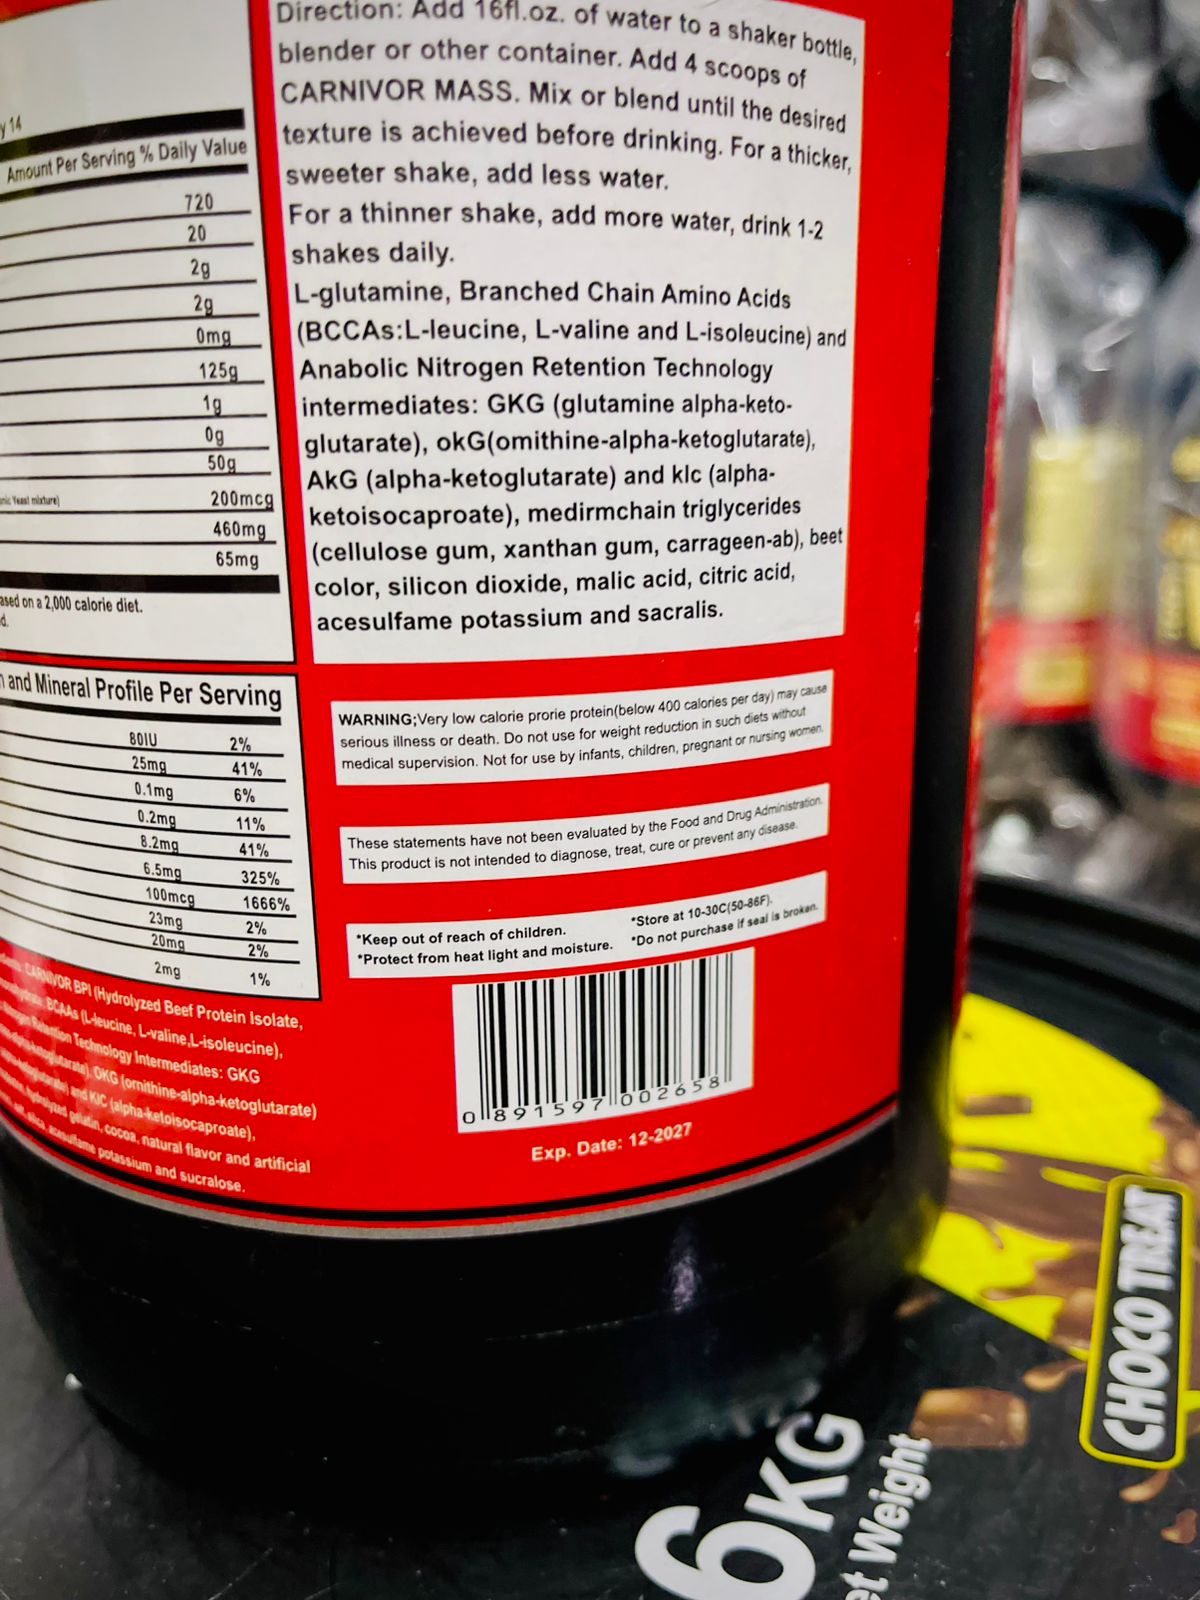 y 14
Amount Per Serving % Daily Value
720
20
2g
2g
0mg
125g
1g
0g
50g
nic Yeast mixture) 200mcg
460mg
65mg
ased on a 2,000 calorie diet.
d.
n and Mineral Profile Per Serving
80IU 2%
25mg 41%
0.1mg 6%
0.2mg 11%
8.2mg 41%
6.5mg 325%
100mcg 1666%
23mg 2%
20mg 2%
2mg 1%
CARNIVOR BPI (Hydrolyzed Beef Protein Isolate,
BCAAs (L-leucine, L-valine,L-isoleucine),
Retention Technology Intermediates: GKG
OKG (ornithine-alpha-ketoglutarate)
and KIC (alpha-ketoisocaproate),
gelatin, cocoa, natural flavor and artificial
silica, acesulfame potassium and sucralose.
Direction: Add 16fl.oz. of water to a shaker bottle,
blender or other container. Add 4 scoops of
CARNIVOR MASS. Mix or blend until the desired
texture is achieved before drinking. For a thicker,
sweeter shake, add less water.
For a thinner shake, add more water, drink 1-2
shakes daily.
L-glutamine, Branched Chain Amino Acids
(BCCAs:L-leucine, L-valine and L-isoleucine) and
Anabolic Nitrogen Retention Technology
intermediates: GKG (glutamine alpha-keto-
glutarate), okG(omithine-alpha-ketoglutarate),
AkG (alpha-ketoglutarate) and klc (alpha-
ketoisocaproate), medirmchain triglycerides
(cellulose gum, xanthan gum, carrageen-ab), beet
color, silicon dioxide, malic acid, citric acid,
acesulfame potassium and sacralis.
WARNING;Very low calorie prorie protein(below 400 calories per day) may cause
serious illness or death. Do not use for weight reduction in such diets without
medical supervision. Not for use by infants, children, pregnant or nursing women.
These statements have not been evaluated by the Food and Drug Administration.
This product is not intended to diagnose, treat, cure or prevent any disease.
*Keep out of reach of children. *Store at 10-30C(50-86F).
*Protect from heat light and moisture. *Do not purchase if seal is broken.
0 891597 002658
Exp. Date: 12-2027
CHOCO TREAT
6KG
et Weight